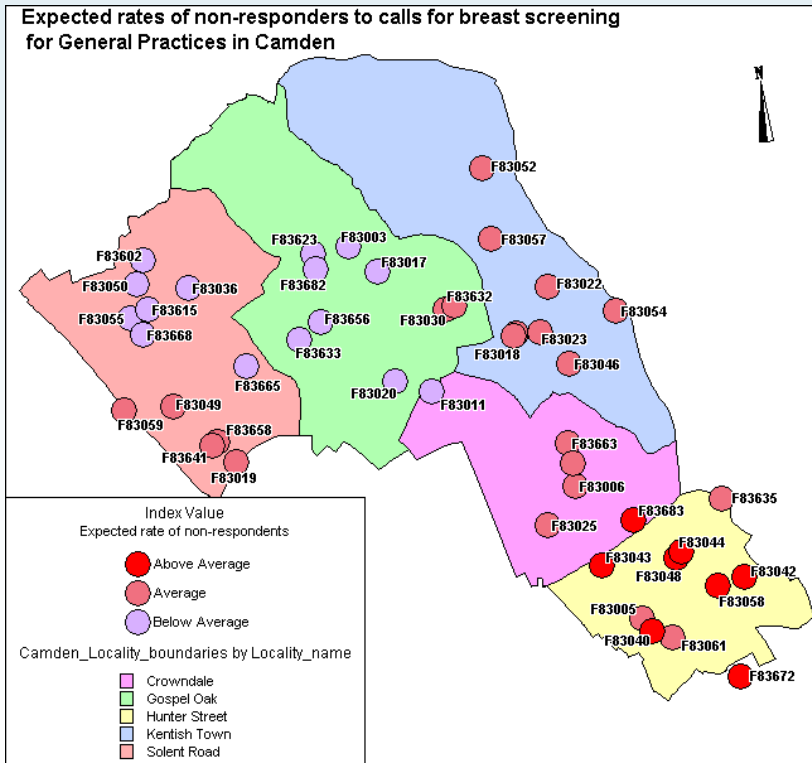 Expected rates of non-responders to calls for breast screening
for General Practices in Camden
N
F83052
F83057
F83003
F83623
F83602
F83017
F83682
F83050
F83036
F83022
F83632
F83054
F83615
F83030
F83055
F83656
F83023
F83668
F83018
F83633
F83046
F83665
F83020
F83011
F83049
F83059
F83658
F83663
F83641
F83019
F83006
F83635
F83683
F83025
F83044
F83043
F83048
F83042
F83058
F83005
F83040
F83061
F83672
Index Value
Expected rate of non-respondents
Above Average
Average
Below Average
Camden_Locality_boundaries by Locality_name
Crowndale
Gospel Oak
Hunter Street
Kentish Town
Solent Road